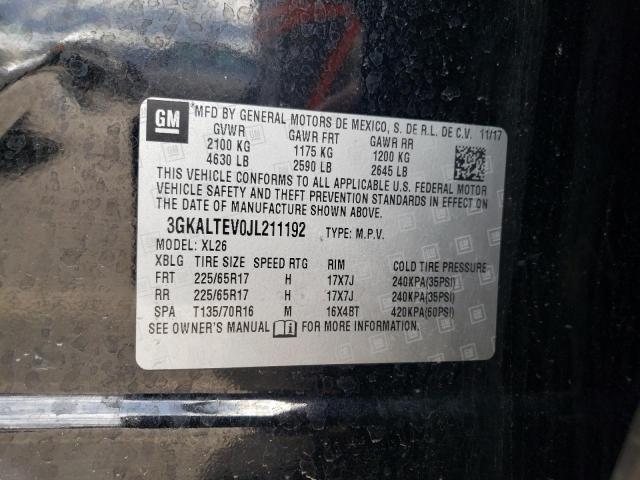 GM
*MFD BY GENERAL MOTORS DE MEXICO, S. DE R.L. DE C.V. 11/17
GVWR GAWR FRT GAWR RR
2100 KG 1175 KG 1200 KG
4630 LB 2590 LB 2645 LB
THIS VEHICLE CONFORMS TO ALL APPLICABLE U.S. FEDERAL MOTOR
VEHICLE SAFETY AND THEFT PREVENTION STANDARDS IN EFFECT ON
THE DATE OF MANUFACTURE SHOWN ABOVE.
3GKALTEV0JL211192 TYPE: M.P.V.
MODEL: XL26
XBLG TIRE SIZE SPEED RTG RIM COLD TIRE PRESSURE
FRT 225/65R17 H 17X7J 240KPA(35PSI)
RR 225/65R17 H 17X7J 240KPA(35PSI)
SPA T135/70R16 M 16X4BT 420KPA(60PSI)
SEE OWNER'S MANUAL FOR MORE INFORMATION.